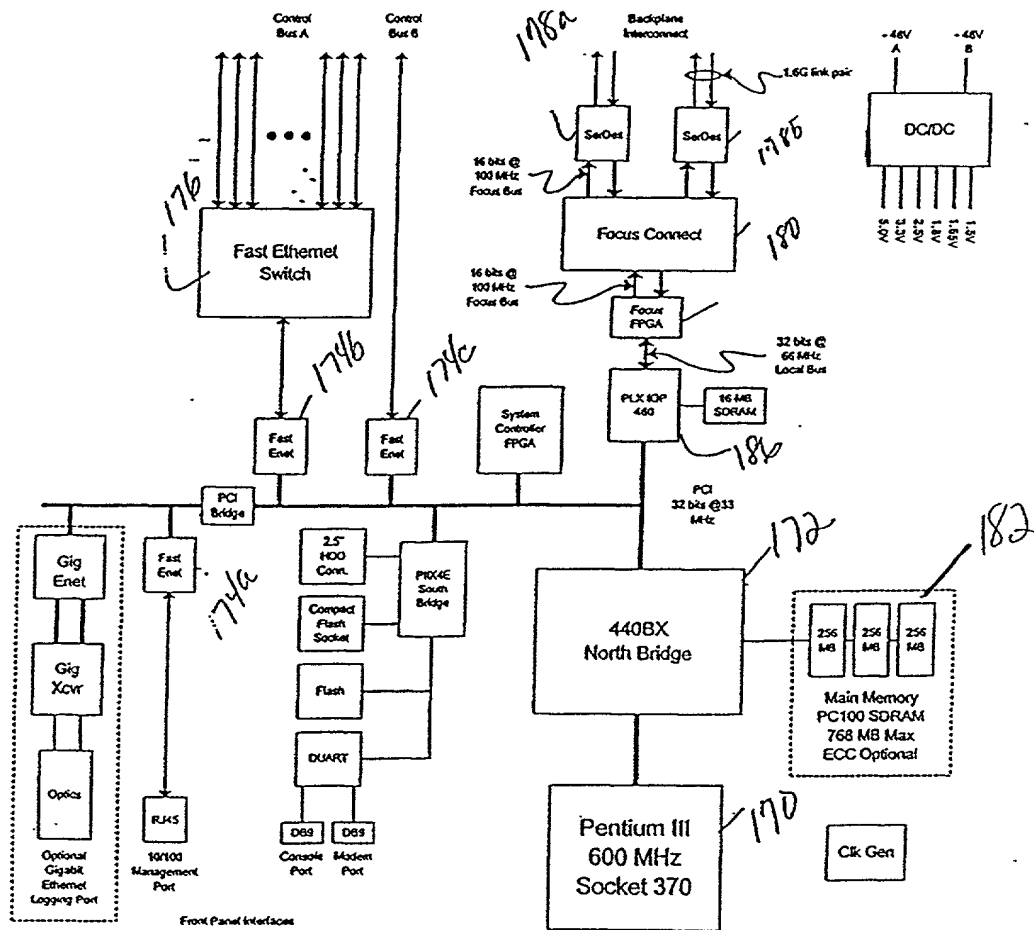 Control
Bus A
Control
Bus B
178a
Backplane
Interconnect
1.6G link pair
-48V
A
-48V
B
DC/DC
5.0V
3.3V
2.5V
1.8V
1.65V
1.5V
SerDes
SerDes
178b
16 bits @
100 MHz
Focus Bus
176
Fast Ethernet
Switch
Focus Connect
180
16 bits @
100 MHz
Focus Bus
Focus
FPGA
32 bits @
66 MHz
Local Bus
174b
174c
PLX IOP
480
16 MB
SDRAM
186
Fast
Enet
Fast
Enet
System
Controller
FPGA
PCI
Bridge
PCI
32 bits @33
MHz
Gig
Enet
Fast
Enet
174a
2.5"
HDD
Conn.
PIIX4E
South
Bridge
172
182
Compact
Flash
Socket
440BX
North Bridge
256
MB
256
MB
256
MB
Gig
Xcvr
Flash
Main Memory
PC100 SDRAM
768 MB Max
ECC Optional
DUART
Optics
RJ45
DB9
DB9
Pentium III
600 MHz
Socket 370
170
Clk Gen
Optional
Gigabit
Ethernet
Logging Port
10/100
Management
Port
Console
Port
Modem
Port
Front Panel Interfaces